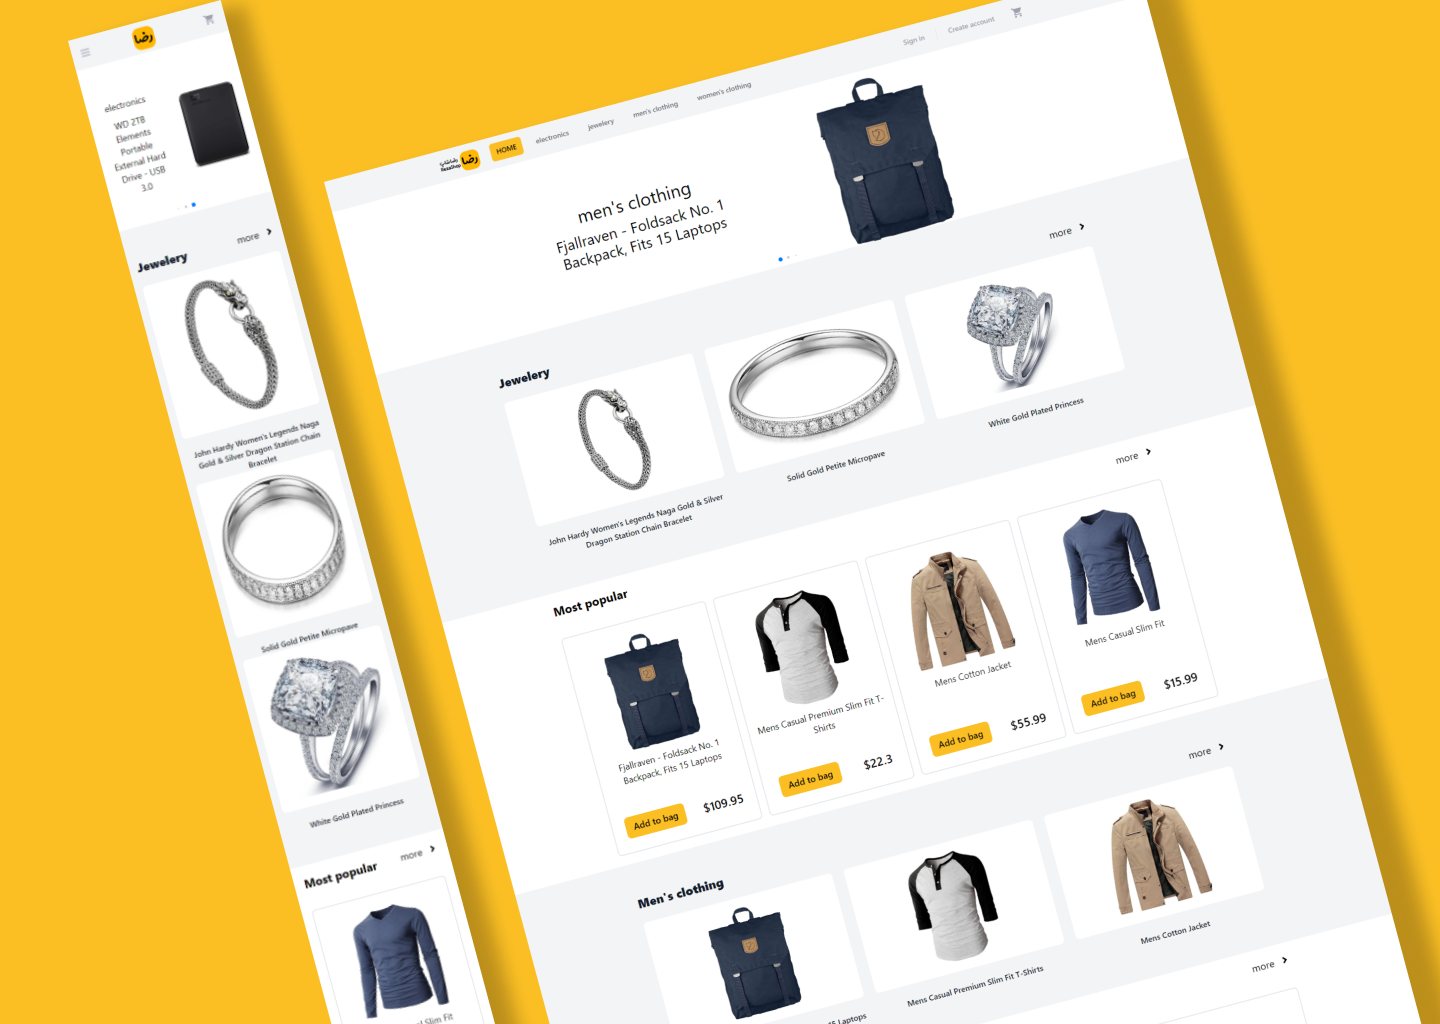 رضا
electronics
WD 2TB
Elements
Portable
External Hard
Drive - USB
3.0
Jewelery
more
John Hardy Women's Legends Naga
Gold & Silver Dragon Station Chain
Bracelet
Solid Gold Petite Micropave
White Gold Plated Princess
Most popular
more
Slim Fit
رضاشاپ
RezaShop
رضا
HOME
electronics
jewelery
men's clothing
women's clothing
Sign in
Create account
men's clothing
Fjallraven - Foldsack No. 1
Backpack, Fits 15 Laptops
Jewelery
more
John Hardy Women's Legends Naga Gold & Silver
Dragon Station Chain Bracelet
Solid Gold Petite Micropave
White Gold Plated Princess
Most popular
more
Fjallraven - Foldsack No. 1
Backpack, Fits 15 Laptops
Add to bag
$109.95
Mens Casual Premium Slim Fit T-
Shirts
Add to bag
$22.3
Mens Cotton Jacket
Add to bag
$55.99
Mens Casual Slim Fit
Add to bag
$15.99
Men's clothing
more
15 Laptops
Mens Casual Premium Slim Fit T-Shirts
Mens Cotton Jacket
more